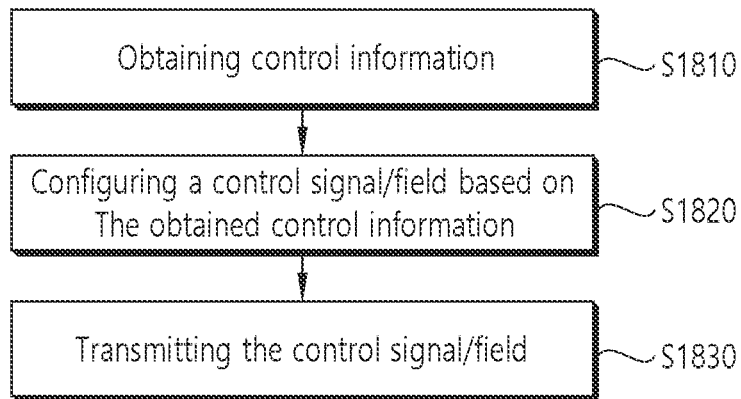 Obtaining control information
S1810
Configuring a control signal/field based on
The obtained control information
S1820
Transmitting the control signal/field
S1830